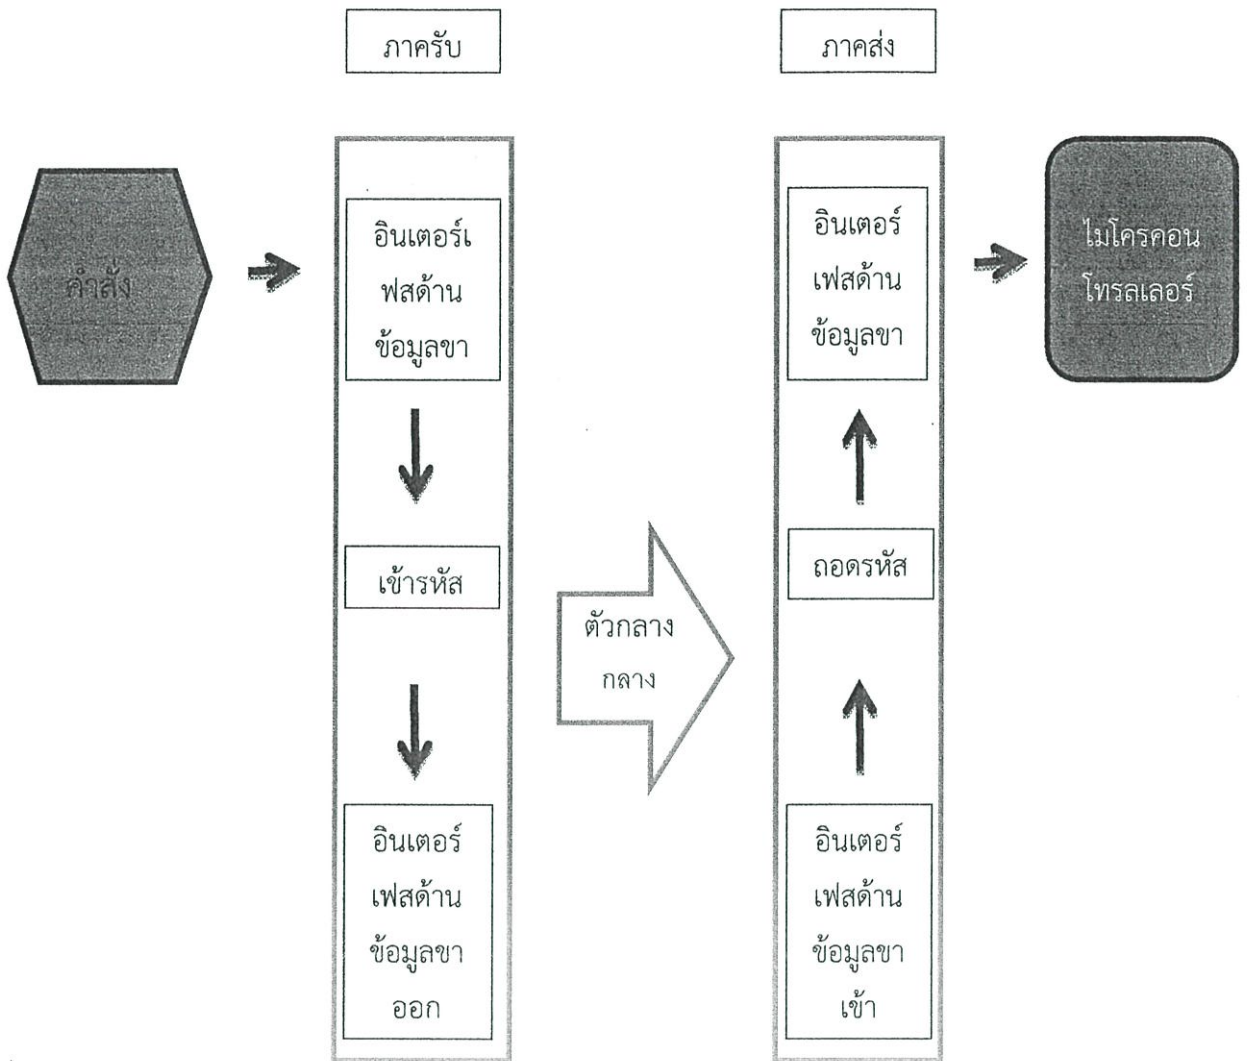 ภาครับ
ภาคส่ง
คำสั่ง
อินเตอร์เ
ฟสด้าน
ข้อมูลขา
เข้ารหัส
อินเตอร์
เฟสด้าน
ข้อมูลขา
ออก
ตัวกลาง
กลาง
อินเตอร์
เฟสด้าน
ข้อมูลขา
ถอดรหัส
อินเตอร์
เฟสด้าน
ข้อมูลขา
เข้า
ไมโครคอน
โทรลเลอร์